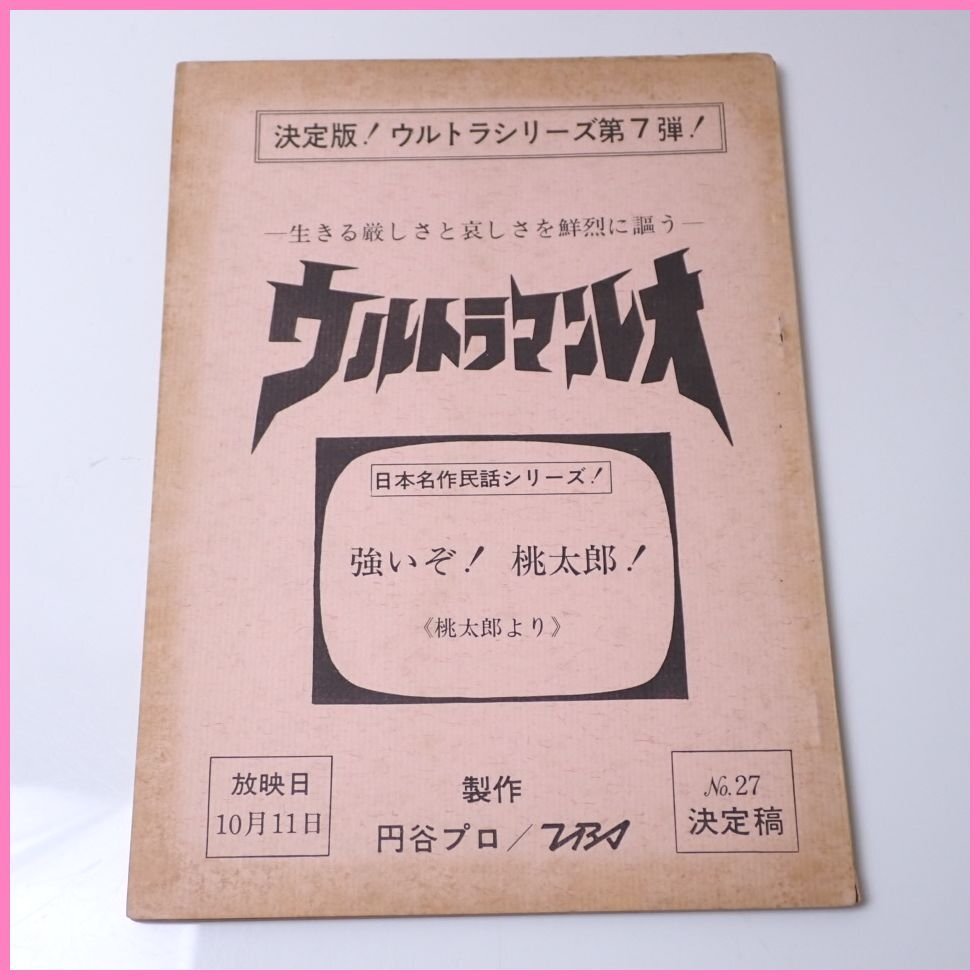 決定版!ウルトラシリーズ第7弾!
―生きる厳しさと哀しさを鮮烈に謳う―
ウルトラマンレオ
日本名作民話シリーズ!
強いぞ! 桃太郎!
《桃太郎より》
放映日
10月11日
製作
円谷プロ/TBS
No.27
決定稿